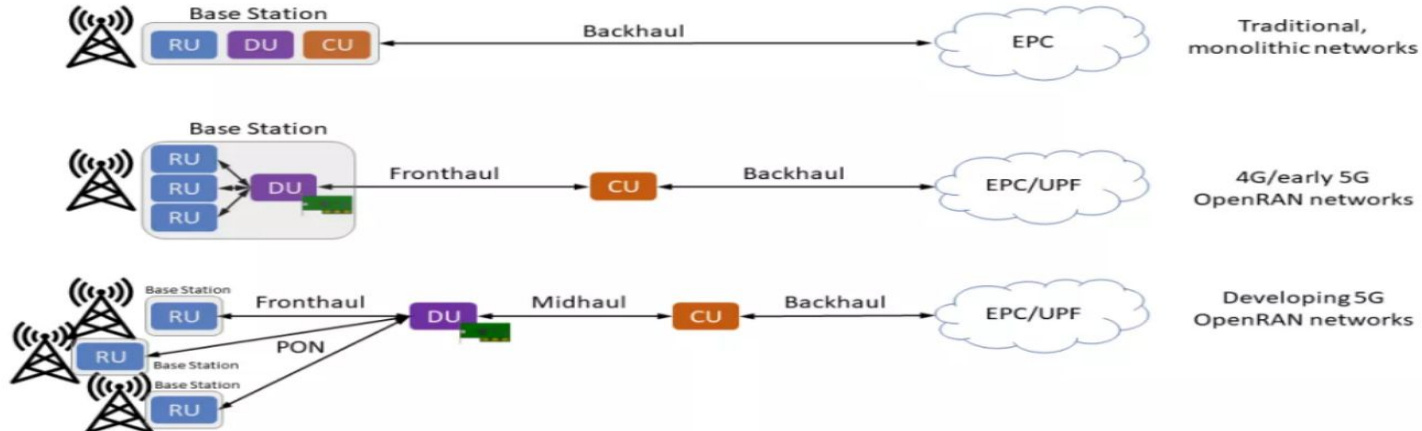 Base Station
RU DU CU
Backhaul
EPC
Traditional,
monolithic networks
Base Station
RU
RU
RU
DU
Fronthaul
CU
Backhaul
EPC/UPF
4G/early 5G
OpenRAN networks
Base Station
RU
Fronthaul
DU
Midhaul
CU
Backhaul
EPC/UPF
Developing 5G
OpenRAN networks
PON
RU
Base Station
Base Station
RU